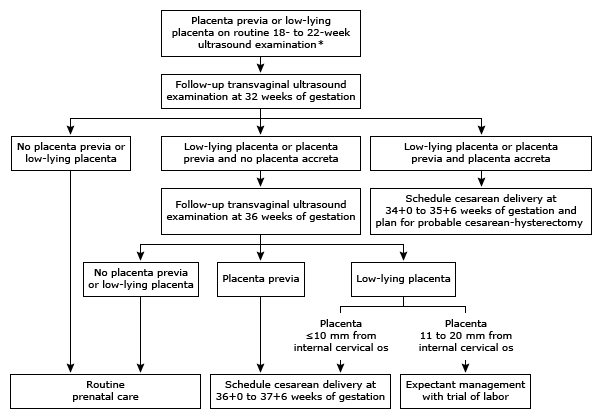 Placenta previa or low-lying
placenta on routine 18- to 22-week
ultrasound examination*
Follow-up transvaginal ultrasound
examination at 32 weeks of gestation
No placenta previa or
low-lying placenta
Low-lying placenta or placenta
previa and no placenta accreta
Low-lying placenta or placenta
previa and placenta accreta
Follow-up transvaginal ultrasound
examination at 36 weeks of gestation
Schedule cesarean delivery at
34+0 to 35+6 weeks of gestation and
plan for probable cesarean-hysterectomy
No placenta previa
or low-lying placenta
Placenta previa
Low-lying placenta
Placenta
≤10 mm from
internal cervical os
Placenta
11 to 20 mm from
internal cervical os
Routine
prenatal care
Schedule cesarean delivery at
36+0 to 37+6 weeks of gestation
Expectant management
with trial of labor